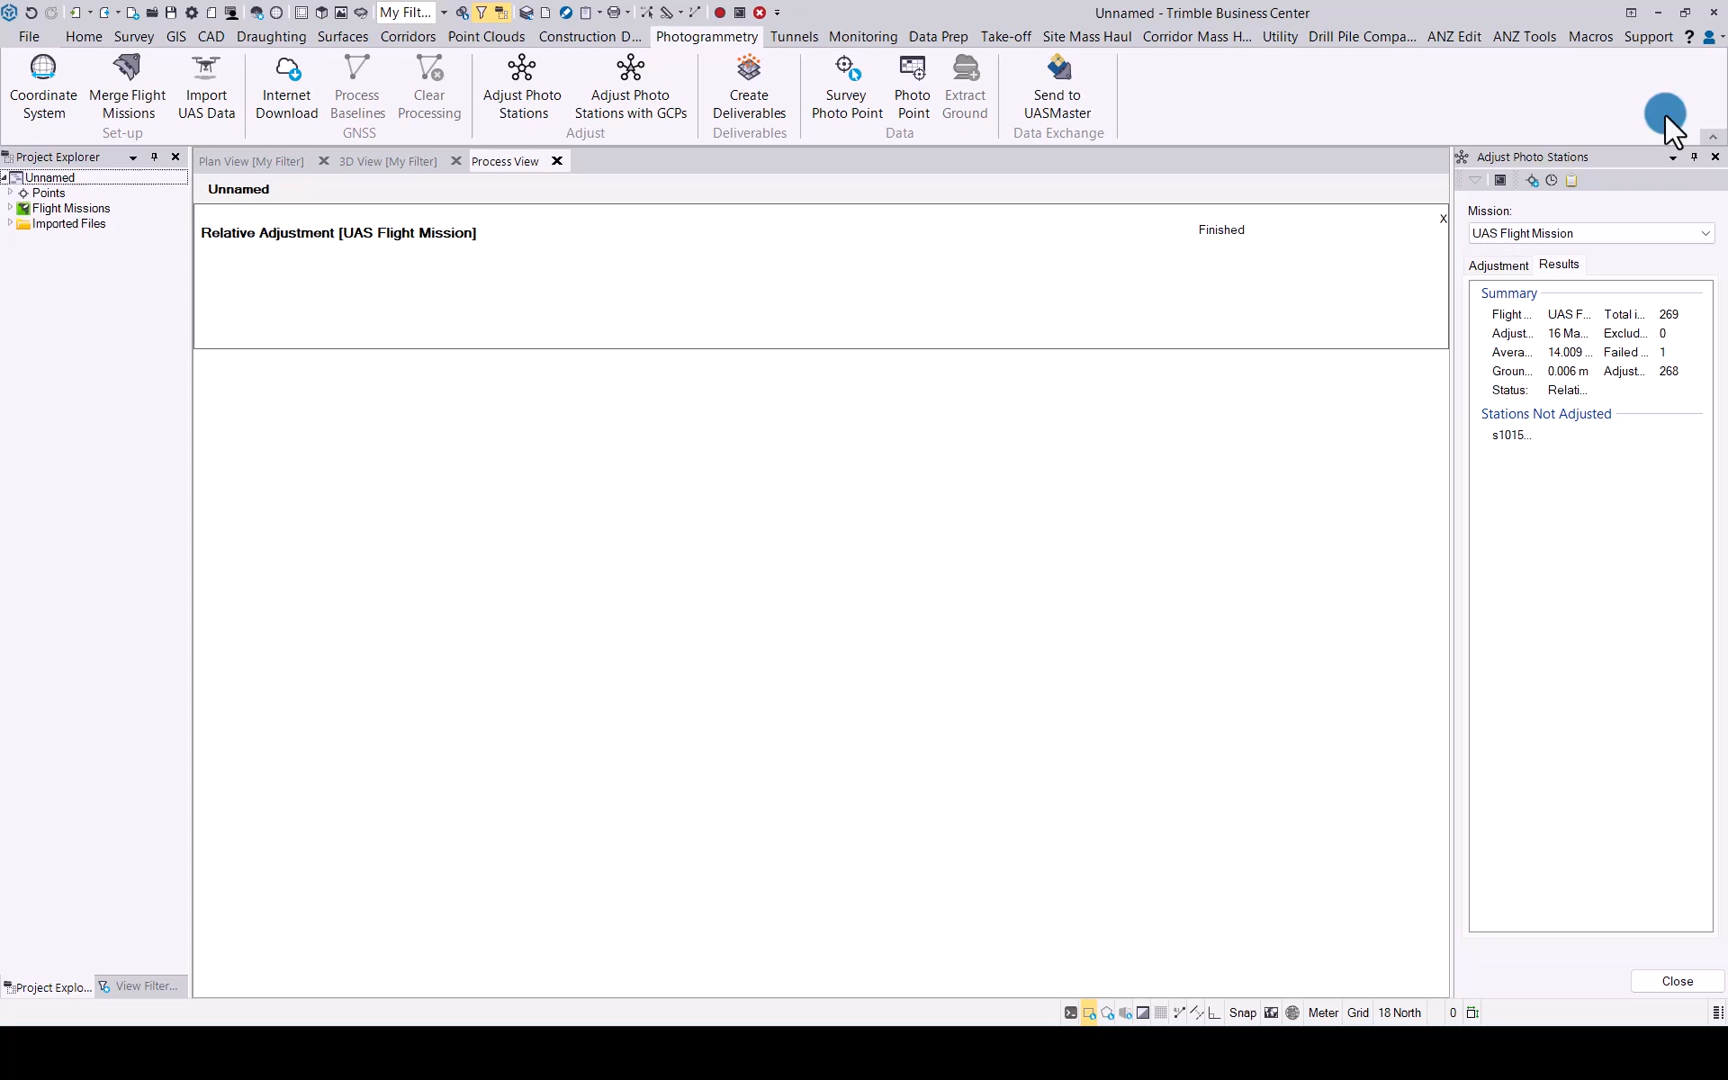 My Filt...
Unnamed - Trimble Business Center
File Home Survey GIS CAD Draughting Surfaces Corridors Point Clouds Construction D... Photogrammetry Tunnels Monitoring Data Prep Take-off Site Mass Haul Corridor Mass H... Utility Drill Pile Compa... ANZ Edit ANZ Tools Macros Support ?
Coordinate System
Merge Flight Missions
Import UAS Data
Set-up
Internet Download
Process Baselines
Clear Processing
GNSS
Adjust Photo Stations
Adjust Photo Stations with GCPs
Adjust
Create Deliverables
Deliverables
Survey Photo Point
Photo Point
Extract Ground
Data
Send to UASMaster
Data Exchange
Project Explorer
Unnamed
Points
Flight Missions
Imported Files
Project Explo... View Filter...
Plan View [My Filter] 3D View [My Filter] Process View
Unnamed
X
Relative Adjustment [UAS Flight Mission] Finished
Adjust Photo Stations
Mission:
UAS Flight Mission
Adjustment Results
Summary
Flight ... UAS F... Total i... 269
Adjust... 16 Ma... Exclud... 0
Avera... 14.009 ... Failed ... 1
Groun... 0.006 m Adjust... 268
Status: Relati...
Stations Not Adjusted
s1015...
Close
Snap Meter Grid 18 North 0